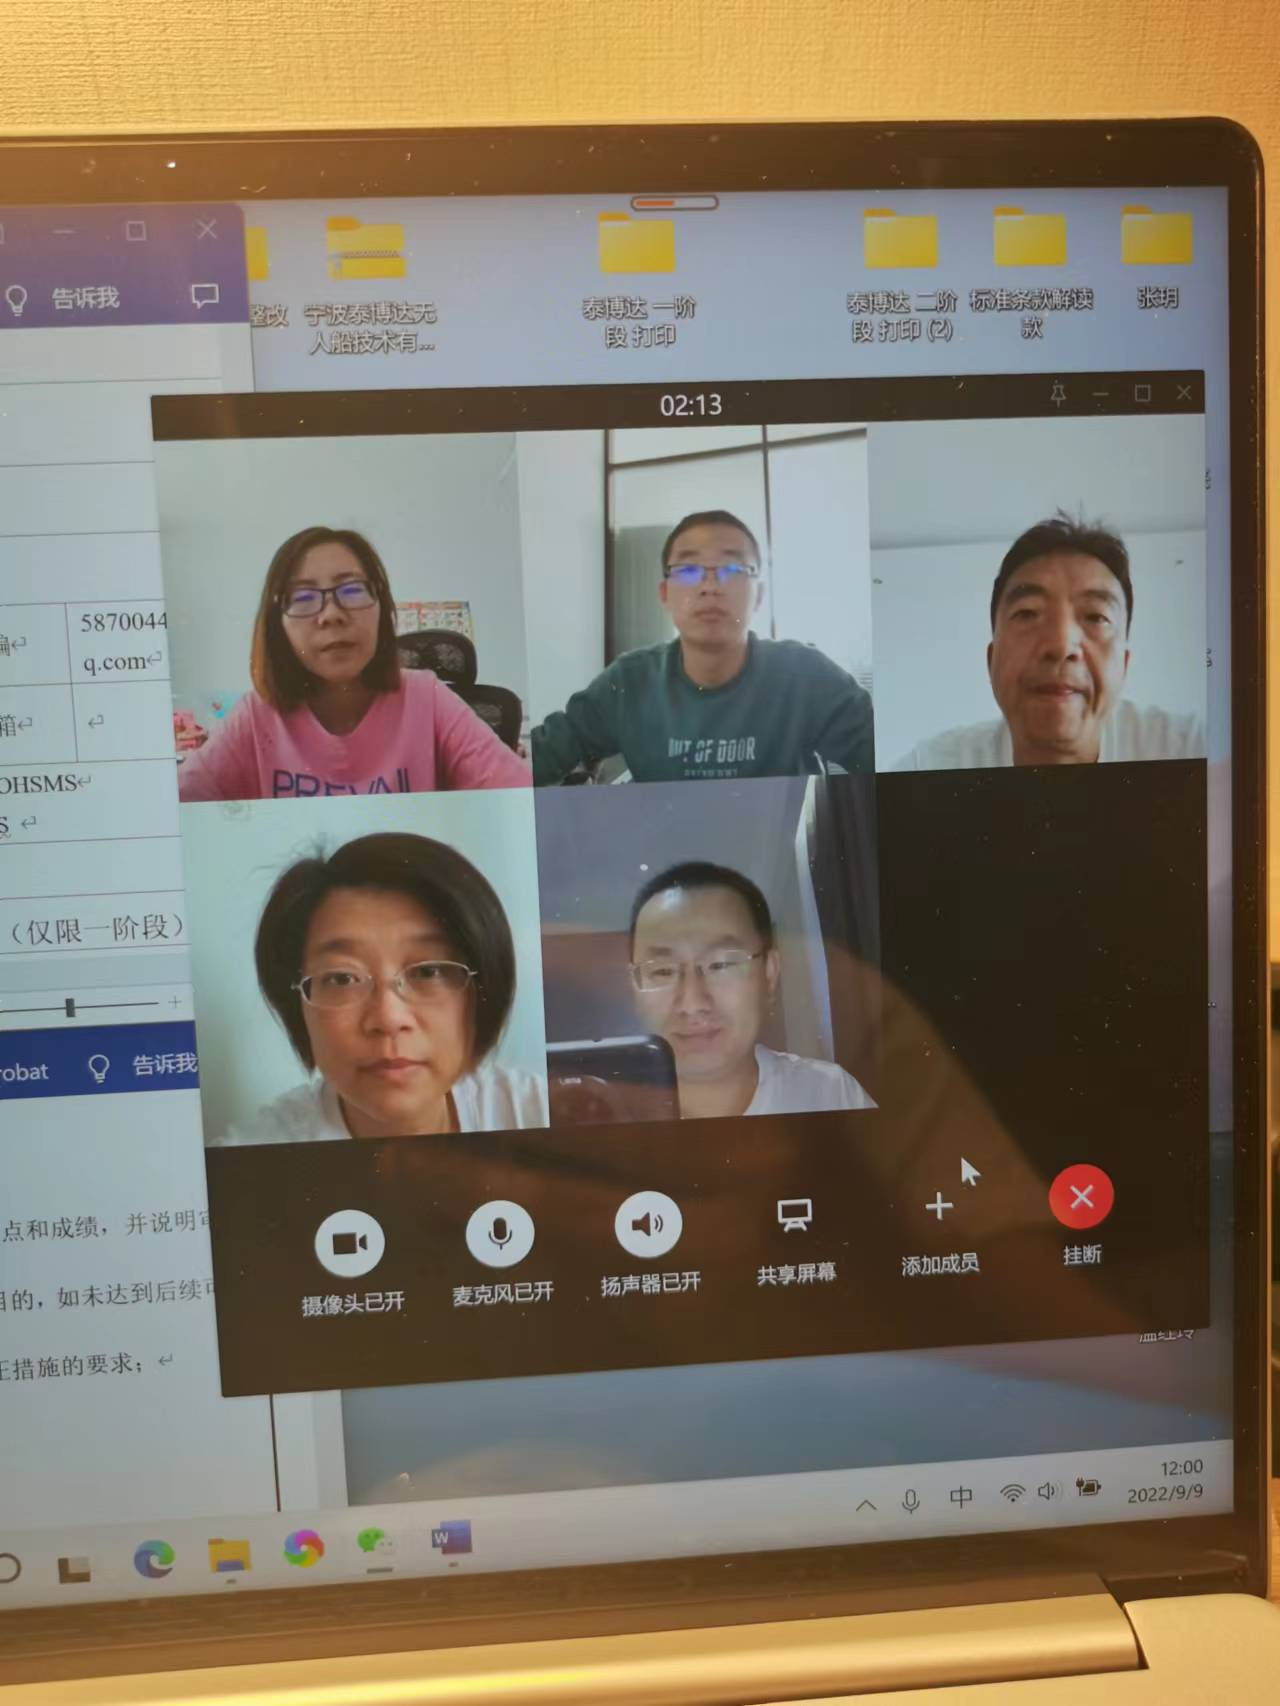 告诉我
整改
宁波泰博达无
人船技术有...
泰博达 一阶
段 打印
泰博达 二阶
段 打印 (2)
标准条款解读
款
张玥
02:13
5870044
q.com
箱
OHSMS
S
（仅限一阶段）
robat
告诉我
点和成绩，并说明
目的，如未达到后续
正措施的要求；
PREVAIL
OUT OF DOOR
摄像头已开
麦克风已开
扬声器已开
共享屏幕
添加成员
挂断
中
12:00
2022/9/9
W